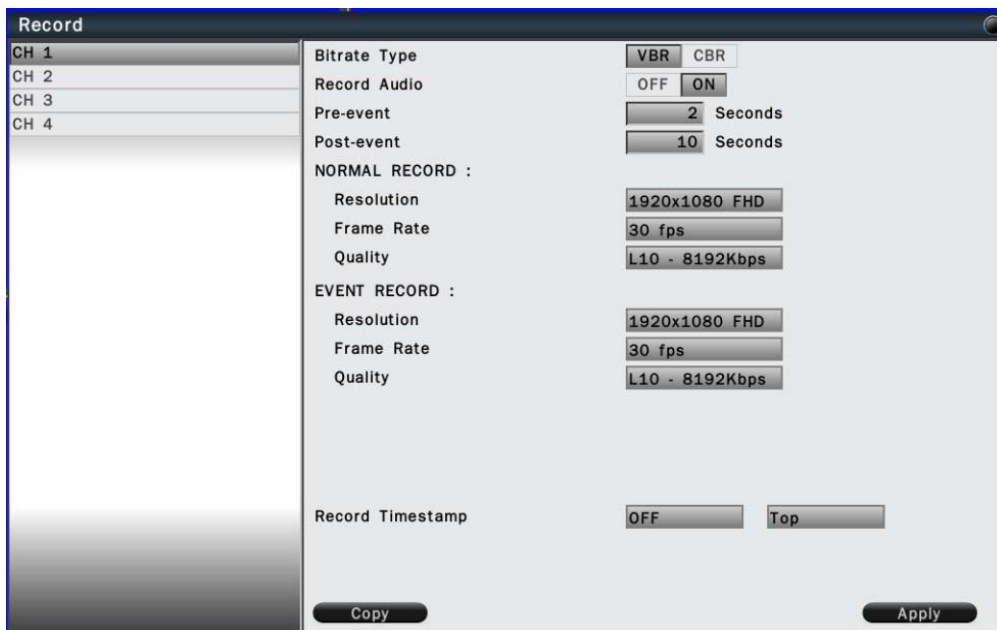 Record
CH 1
CH 2
CH 3
CH 4
Bitrate Type VBR CBR
Record Audio OFF ON
Pre-event 2 Seconds
Post-event 10 Seconds
NORMAL RECORD :
Resolution 1920x1080 FHD
Frame Rate 30 fps
Quality L10 - 8192Kbps
EVENT RECORD :
Resolution 1920x1080 FHD
Frame Rate 30 fps
Quality L10 - 8192Kbps
Record Timestamp OFF Top
Copy Apply